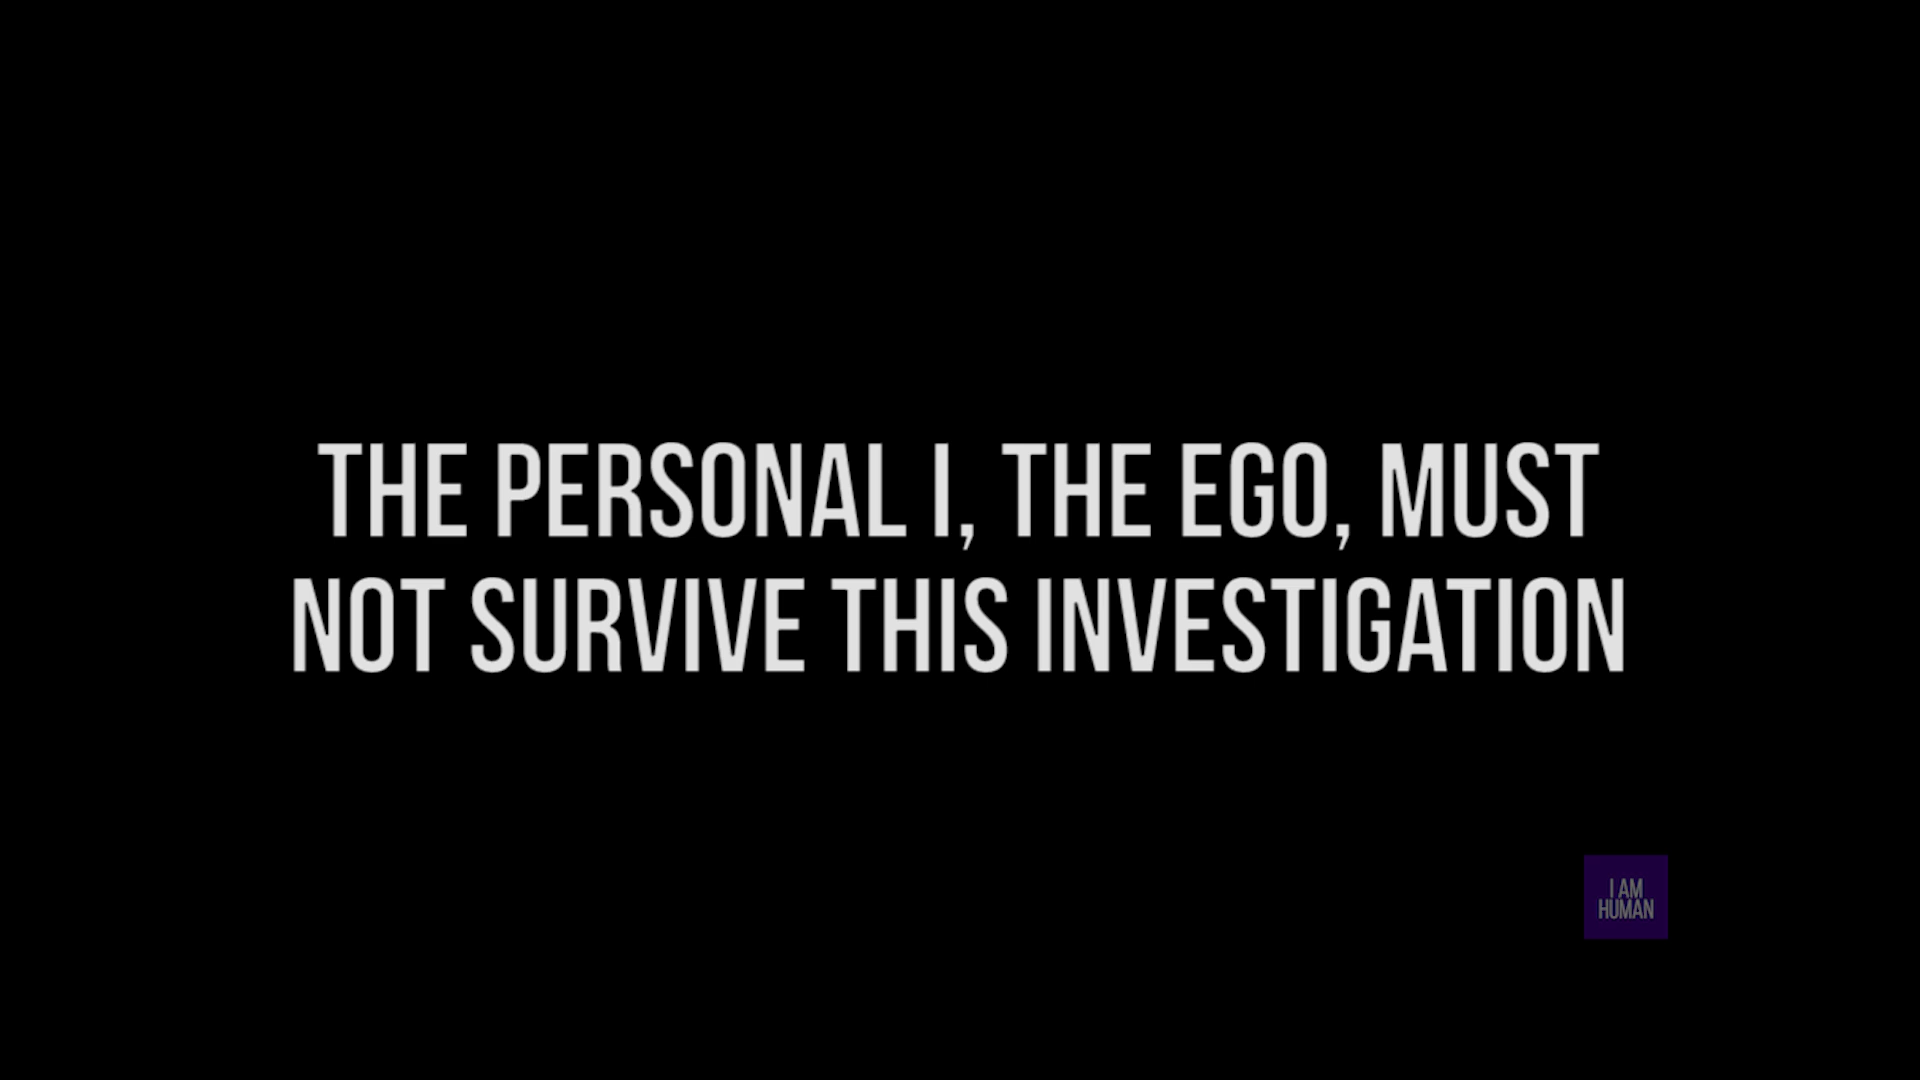 THE PERSONAL I, THE EGO, MUST
NOT SURVIVE THIS INVESTIGATION
I AM
HUMAN